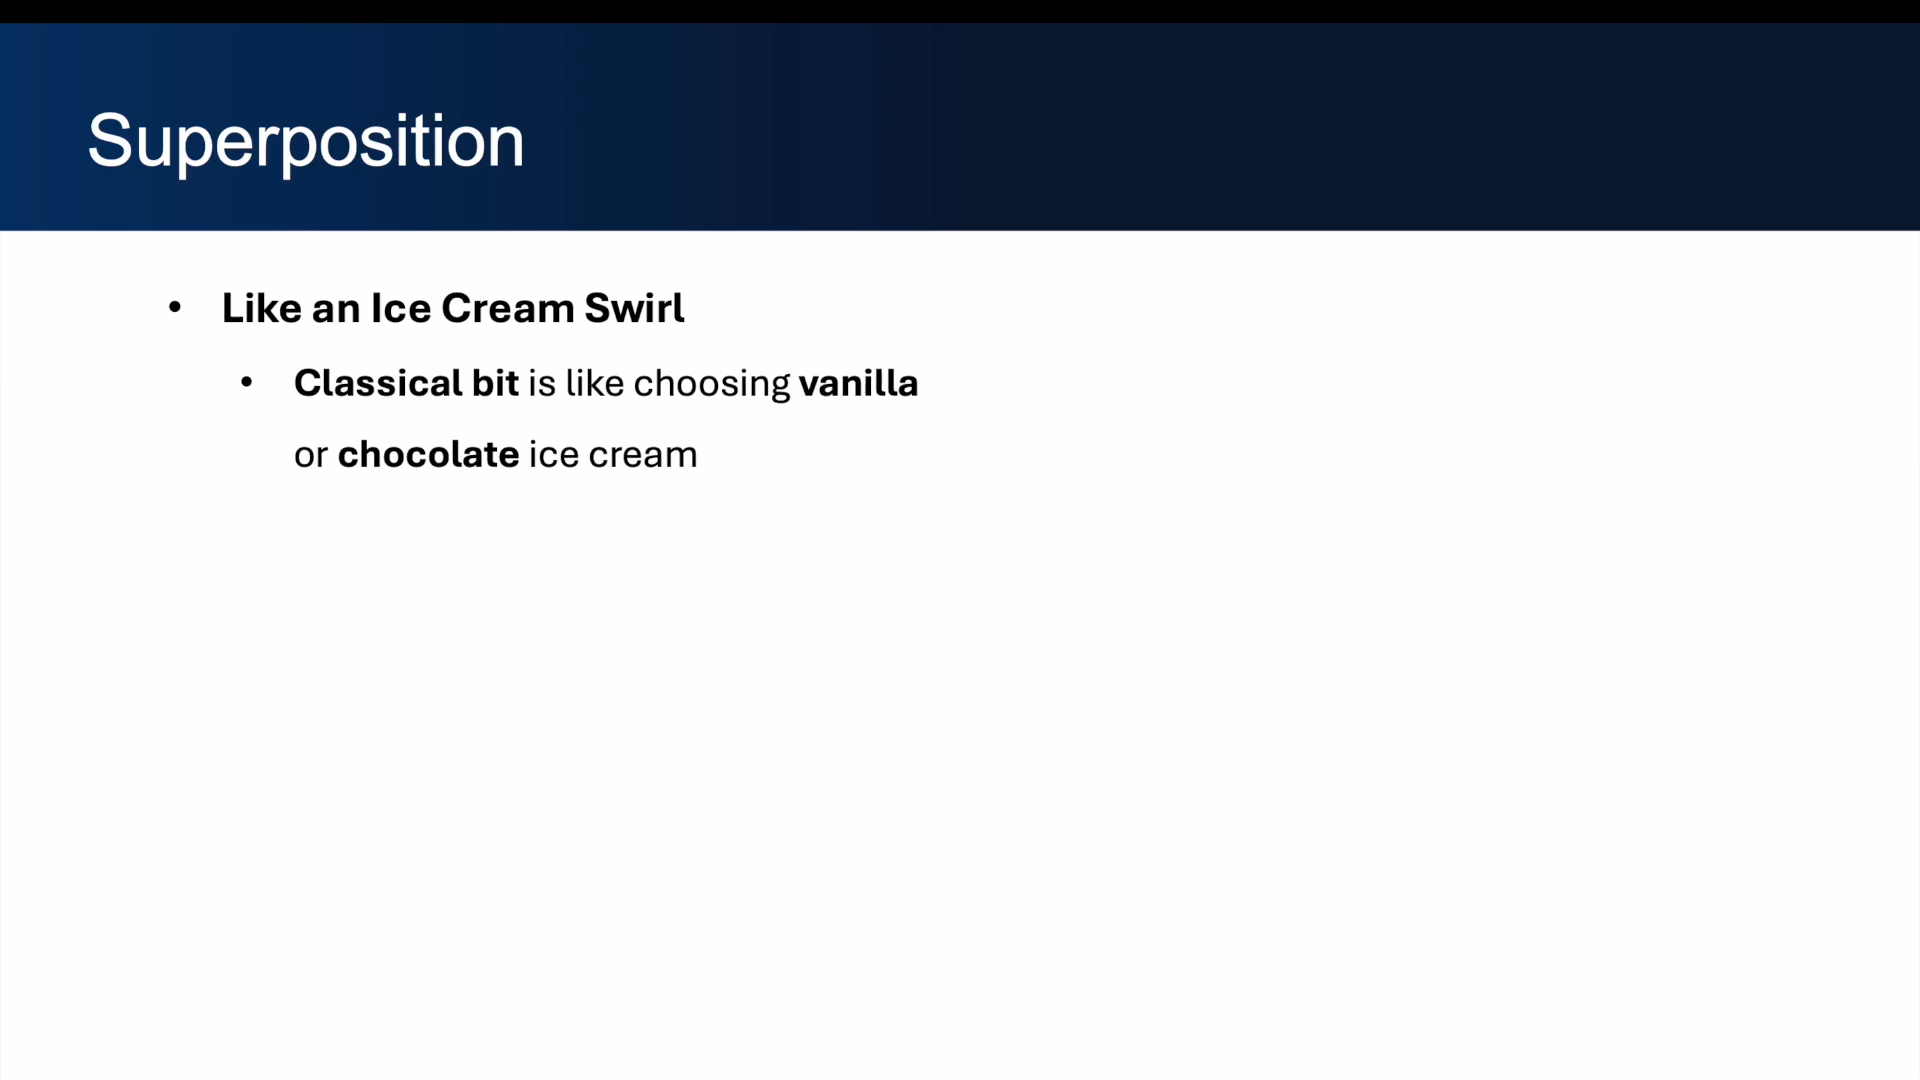 Superposition
• Like an Ice Cream Swirl
• Classical bit is like choosing vanilla
or chocolate ice cream